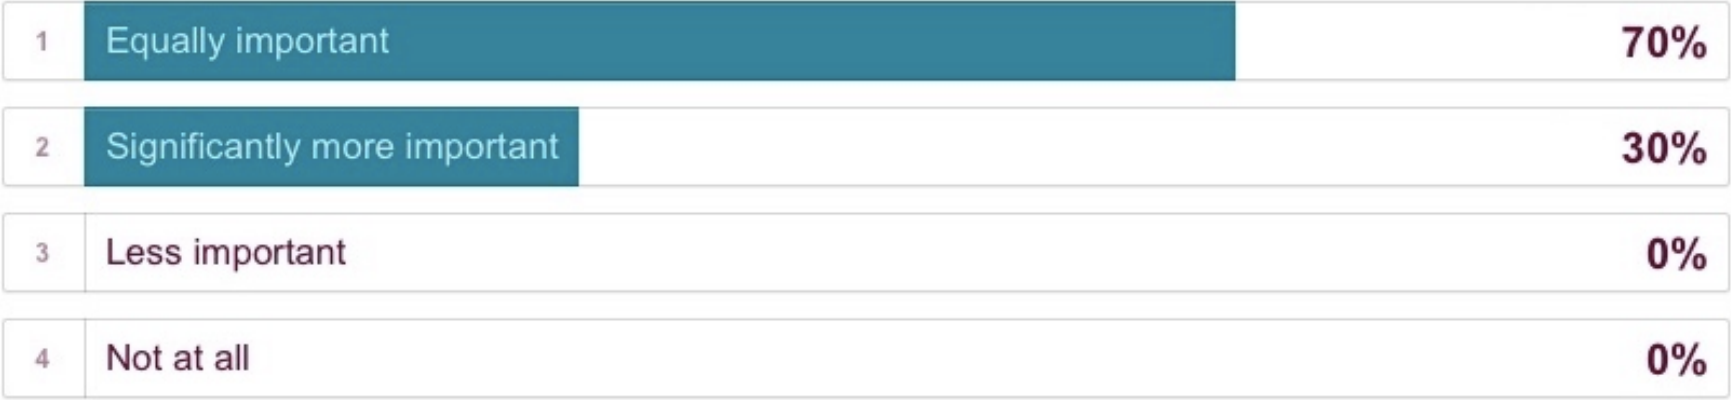 1 Equally important 70%
2 Significantly more important 30%
3 Less important 0%
4 Not at all 0%